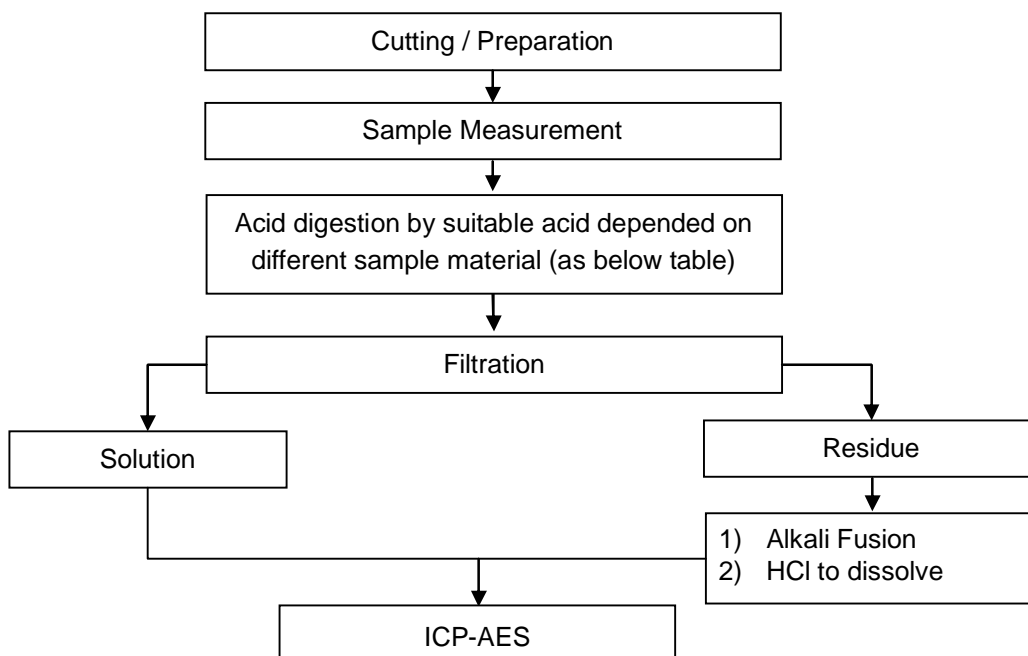 Cutting / Preparation
Sample Measurement
Acid digestion by suitable acid depended on
different sample material (as below table)
Filtration
Solution
Residue
1) Alkali Fusion
2) HCl to dissolve
ICP-AES